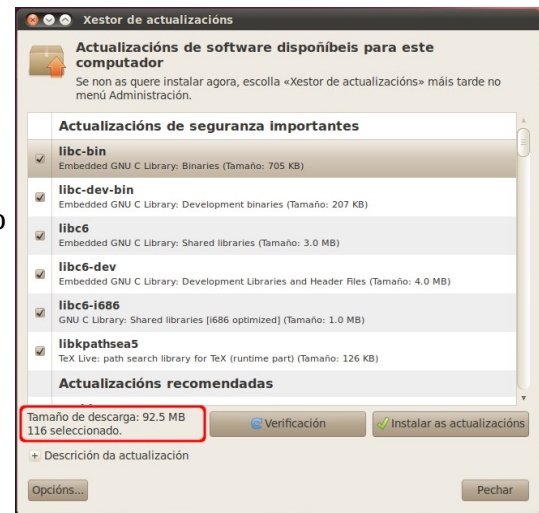 Xestor de actualizacións
Actualizacións de software dispoñíbeis para este
computador
Se non as quere instalar agora, escolla «Xestor de actualizacións» máis tarde no
menú Administración.
Actualizacións de seguranza importantes
libc-bin
Embedded GNU C Library: Binaries (Tamaño: 705 KB)
libc-dev-bin
Embedded GNU C Library: Development binaries (Tamaño: 207 KB)
o
libc6
Embedded GNU C Library: Shared libraries (Tamaño: 3.0 MB)
libc6-dev
Embedded GNU C Library: Development Libraries and Header Files (Tamaño: 4.0 MB)
libc6-i686
GNU C Library: Shared libraries [i686 optimized] (Tamaño: 1.0 MB)
libkpathsea5
TeX Live: path search library for TeX (runtime part) (Tamaño: 126 KB)
Actualizacións recomendadas
Tamaño de descarga: 92.5 MB
116 seleccionado.
Verificación
Instalar as actualizacións
Descrición da actualización
Opcións...
Pechar